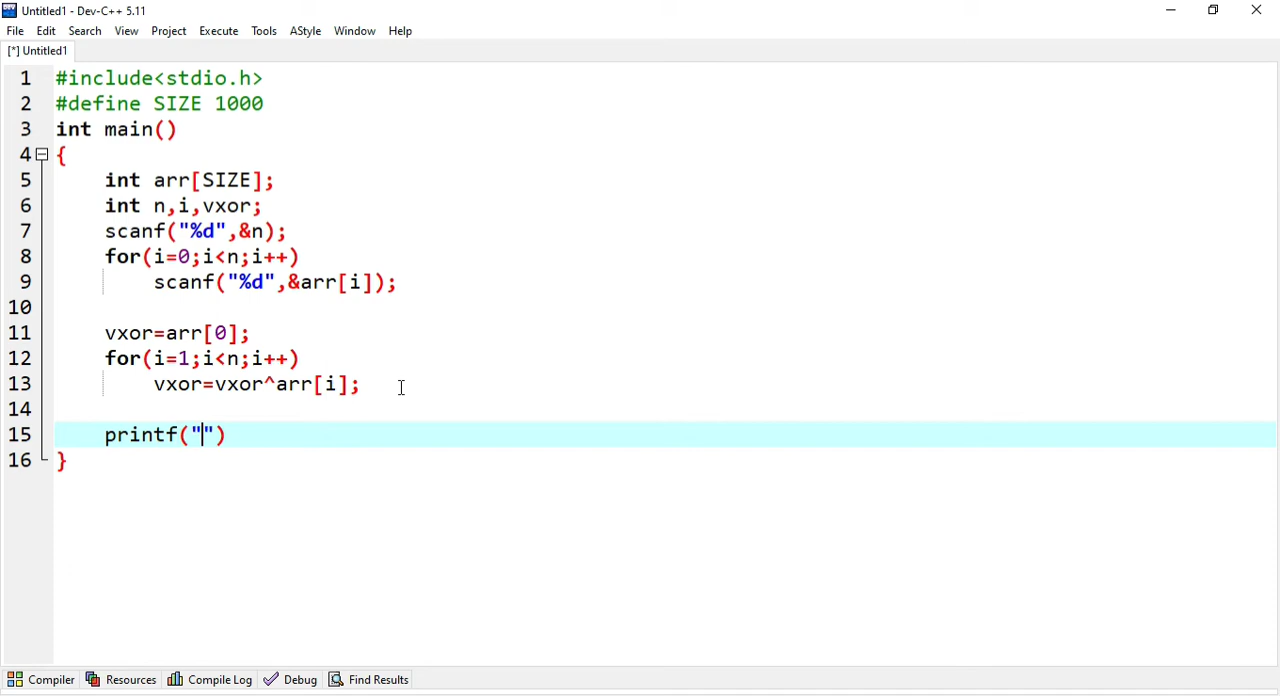 Untitled1 - Dev-C++ 5.11
File Edit Search View Project Execute Tools AStyle Window Help
[*] Untitled1
1 #include<stdio.h>
2 #define SIZE 1000
3 int main()
4 {
5 int arr[SIZE];
6 int n,i,vxor;
7 scanf("%d",&n);
8 for(i=0;i<n;i++)
9 scanf("%d",&arr[i]);
10
11 vxor=arr[0];
12 for(i=1;i<n;i++)
13 vxor=vxor^arr[i];
14
15 printf("")
16 }
Compiler Resources Compile Log Debug Find Results